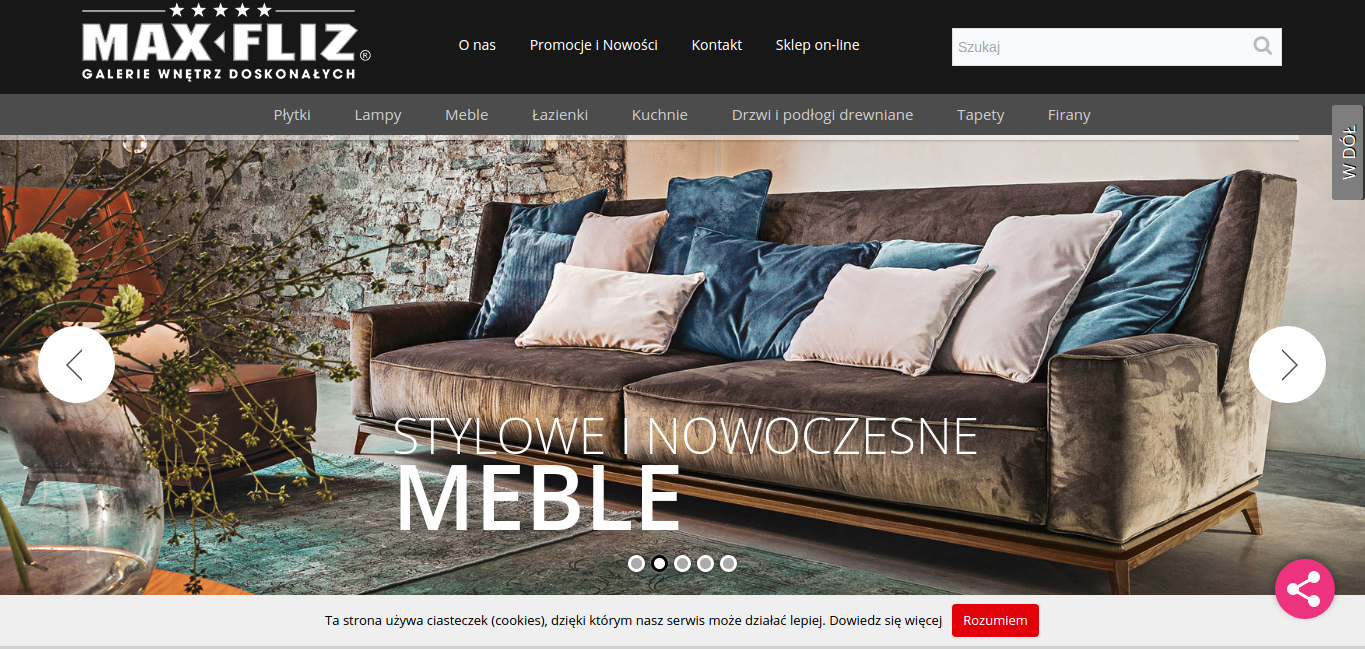 MAX-FLIZ®
GALERIE WNĘTRZ DOSKONAŁYCH
O nas
Promocje i Nowości
Kontakt
Sklep on-line
Szukaj
Płytki
Lampy
Meble
Łazienki
Kuchnie
Drzwi i podłogi drewniane
Tapety
Firany
W DÓŁ
STYLOWE I NOWOCZESNE
MEBLE
Ta strona używa ciasteczek (cookies), dzięki którym nasz serwis może działać lepiej. Dowiedz się więcej
Rozumiem